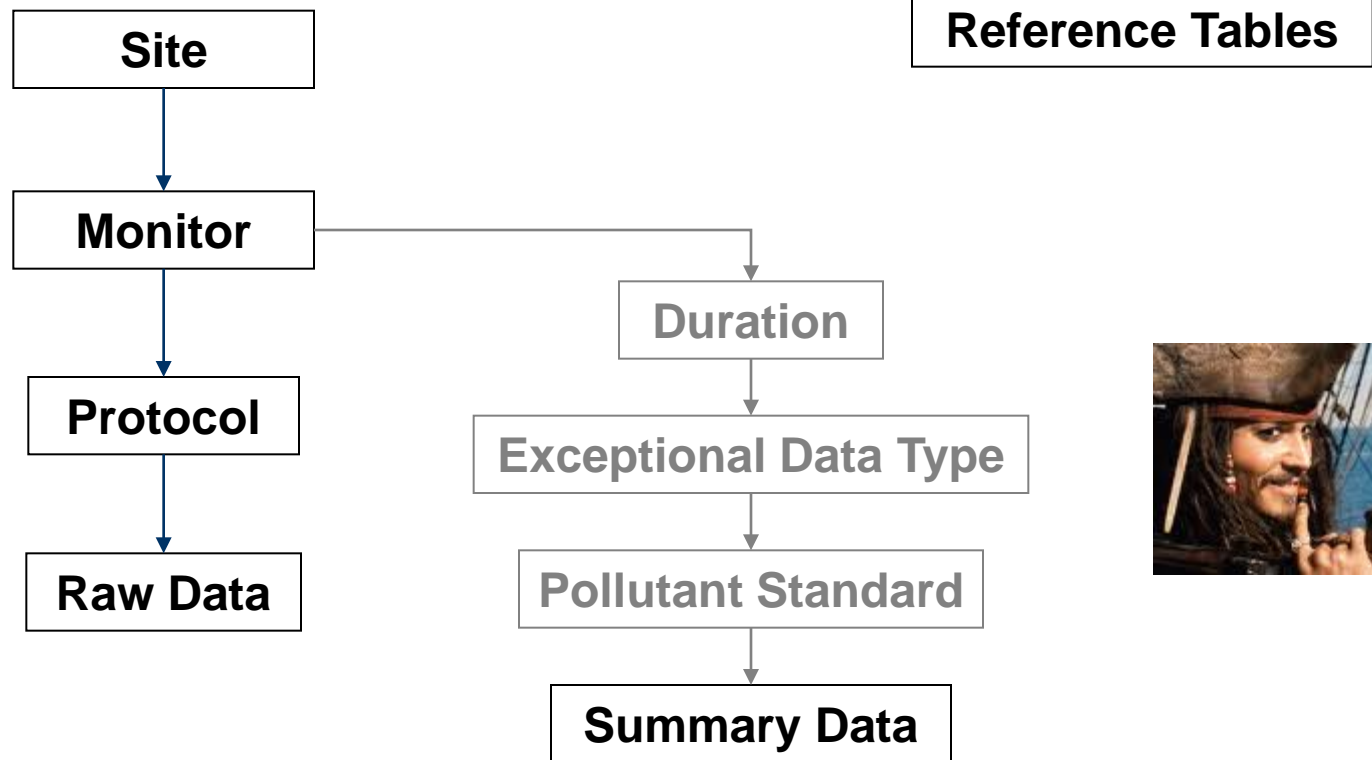 Reference Tables
Site
Monitor
Duration
Protocol
Exceptional Data Type
Raw Data
Pollutant Standard
Summary Data